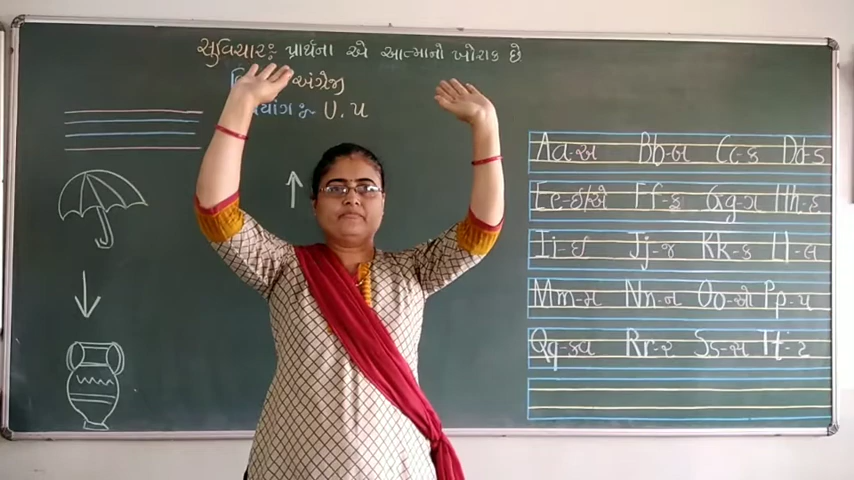 સુવિચારઃ પ્રાર્થના એ આત્માનો ખોરાક છે
અંગ્રેજી
U. પ
Aa-અ Bb-બ Cc-ક Dd-ડ
Ee-ઈ/એ Ff-ફ Gg-ગ Hh-હ
Ii-ઈ Jj-જ Kk-ક Ll-લ
Mm-મ Nn-ન Oo-ઓ Pp-પ
Qq-કવ Rr-ર Ss-સ Tt-ટ